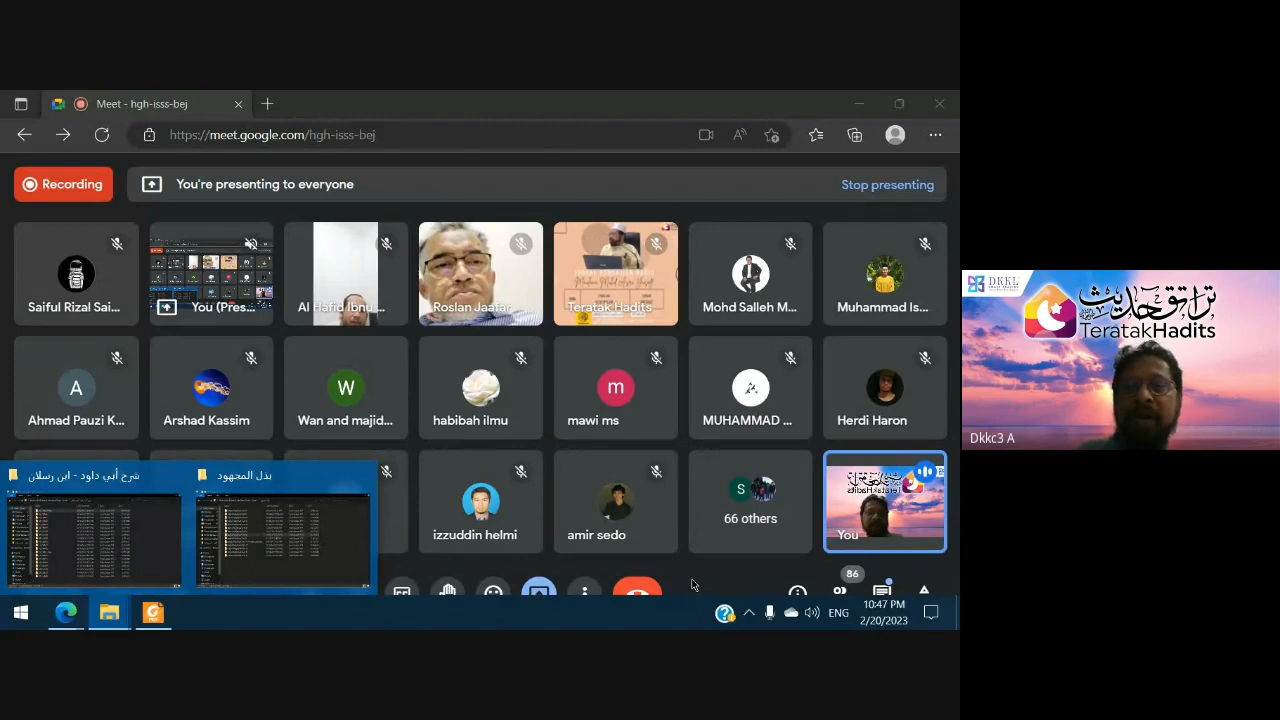 Meet - hgh-isss-bej
https://meet.google.com/hgh-isss-bej
Recording
You're presenting to everyone
Stop presenting
Saiful Rizal Sai...
You (Pres...
Al Hafid Ibnu ...
Roslan Jaafar
Teratak Hadits
Mohd Salleh M...
Muhammad Is...
A
W
m
Ahmad Pauzi K...
Arshad Kassim
Wan and majid...
habibah ilmu
mawi ms
MUHAMMAD ...
Herdi Haron
شرح أبي داود - ابن رسلان
بذل المجهود
S
izzuddin helmi
amir sedo
66 others
You
86
ENG
10:47 PM
2/20/2023
DKKL
تراتق حديث
TeratakHadits
Dkkc3 A